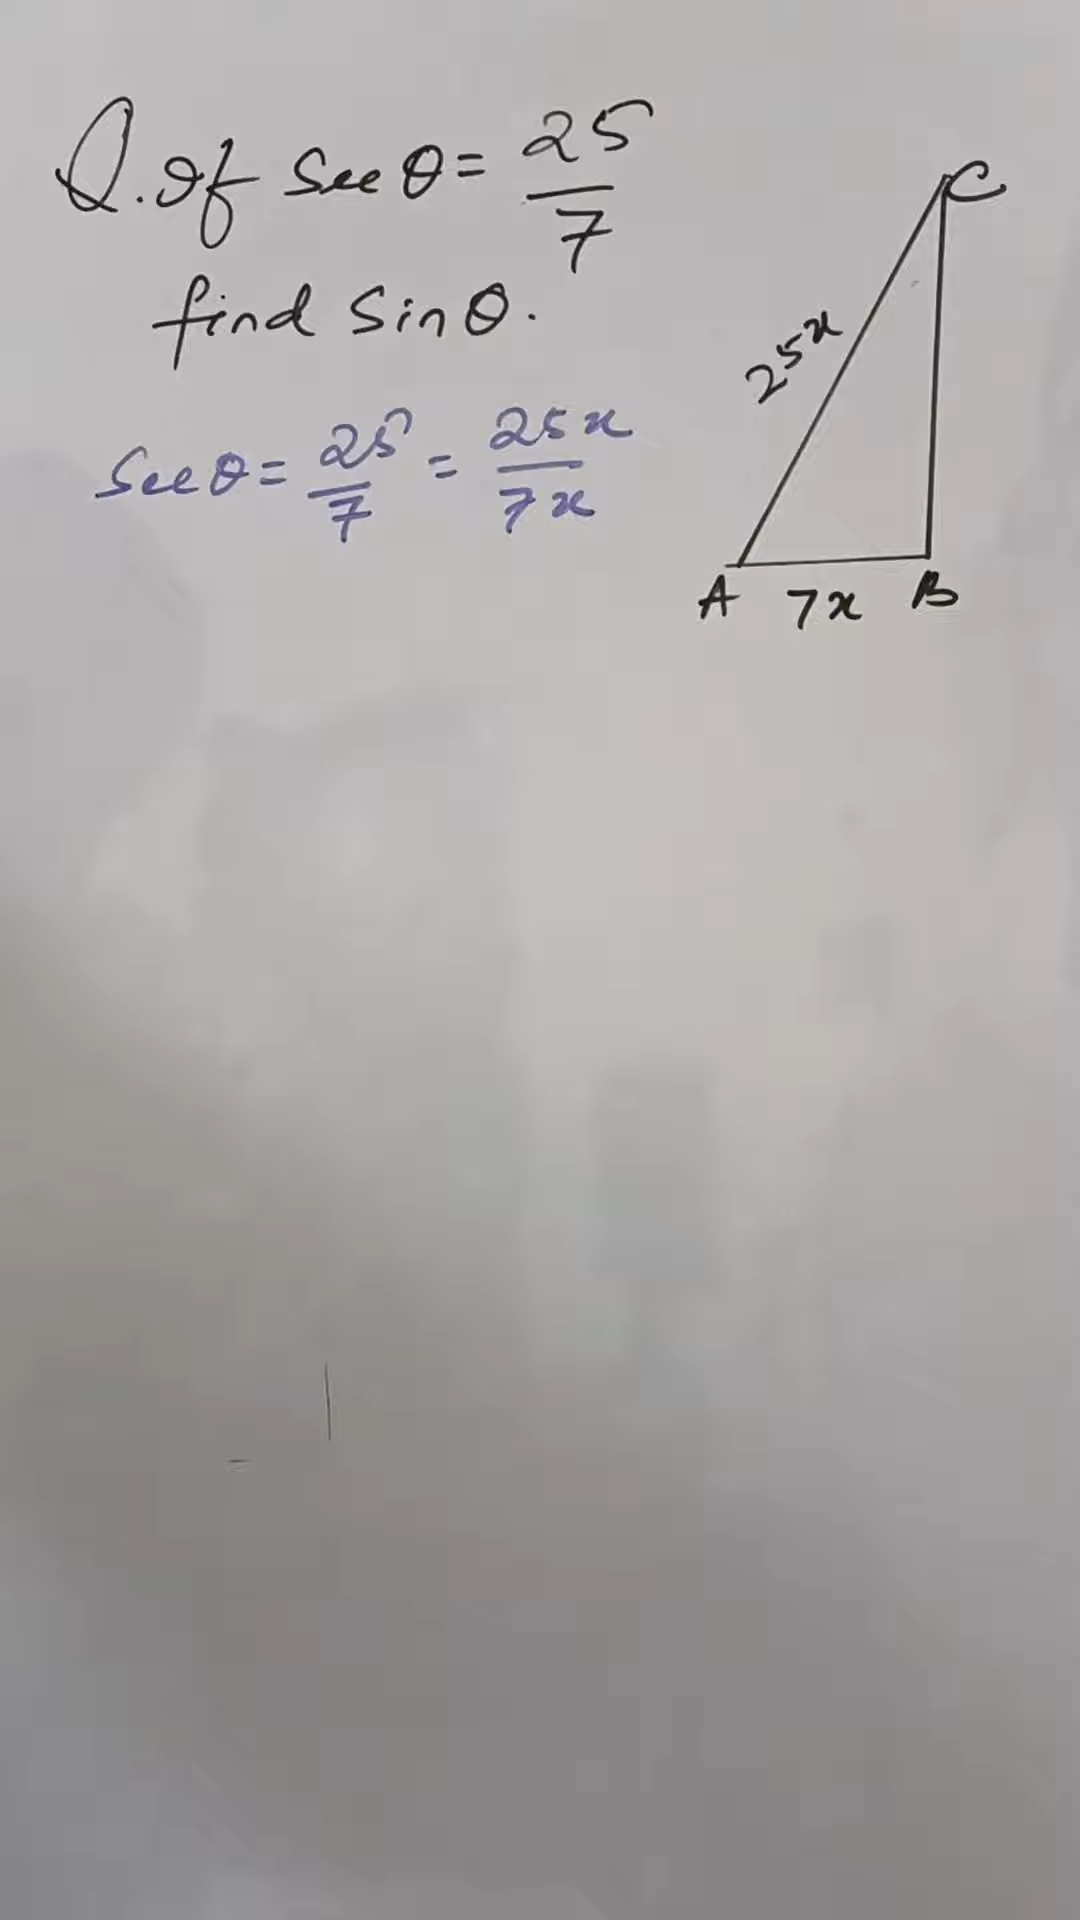 Q. If Sec θ = 25/7
find Sin θ.
Sec θ = 25/7 = 25x/7x
C
25x
A 7x B